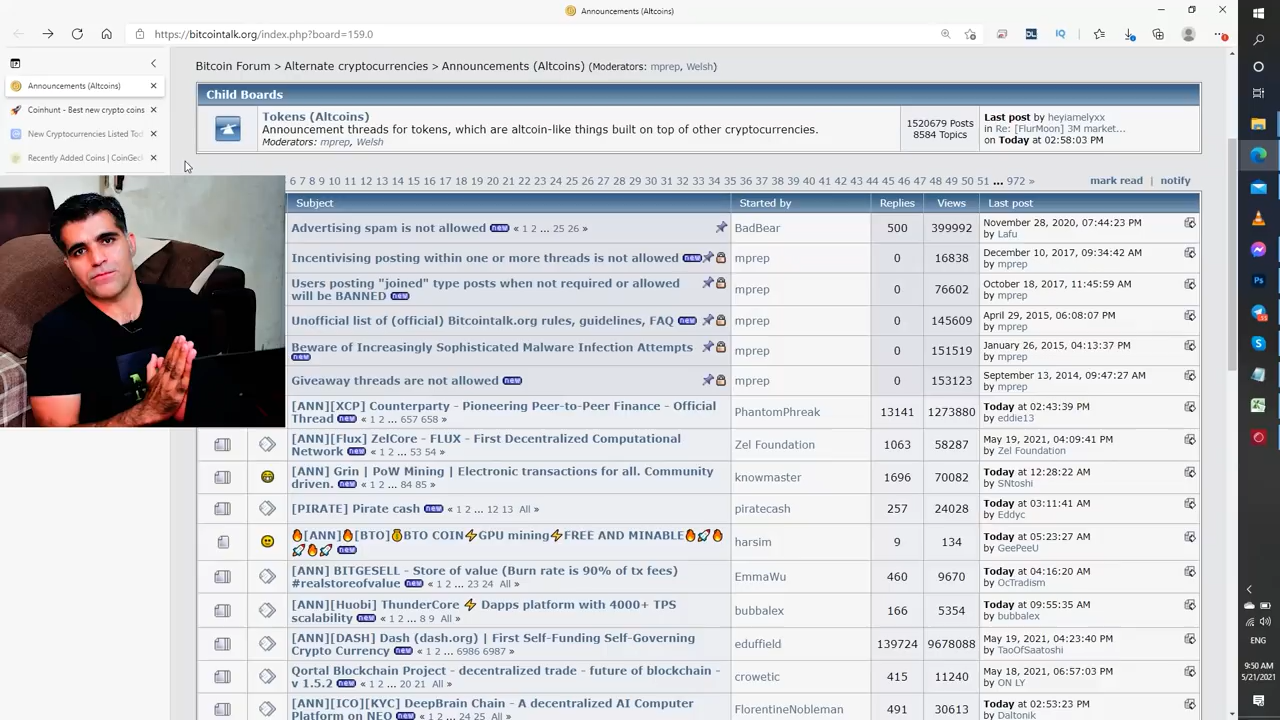 Announcements (Altcoins)
https://bitcointalk.org/index.php?board=159.0
Announcements (Altcoins)
Coinhunt - Best new crypto coins
New Cryptocurrencies Listed Tod
Recently Added Coins | CoinGec
Bitcoin Forum > Alternate cryptocurrencies > Announcements (Altcoins) (Moderators: mprep, Welsh)
Child Boards
Tokens (Altcoins)
Announcement threads for tokens, which are altcoin-like things built on top of other cryptocurrencies.
Moderators: mprep, Welsh
1520679 Posts
8584 Topics
Last post by heyiamelyxx
in Re: [FlurMoon] 3M market...
on Today at 02:58:03 PM
6 7 8 9 10 11 12 13 14 15 16 17 18 19 20 21 22 23 24 25 26 27 28 29 30 31 32 33 34 35 36 37 38 39 40 41 42 43 44 45 46 47 48 49 50 51 ... 972 »
mark read | notify
Subject Started by Replies Views Last post
Advertising spam is not allowed new « 1 2 ... 25 26 » BadBear 500 399992 November 28, 2020, 07:44:23 PM
by Lafu
Incentivising posting within one or more threads is not allowed new mprep 0 16838 December 10, 2017, 09:34:42 AM
by mprep
Users posting "joined" type posts when not required or allowed
will be BANNED new mprep 0 76602 October 18, 2017, 11:45:59 AM
by mprep
Unofficial list of (official) Bitcointalk.org rules, guidelines, FAQ new mprep 0 145609 April 29, 2015, 06:08:07 PM
by mprep
Beware of Increasingly Sophisticated Malware Infection Attempts
new mprep 0 151519 January 26, 2015, 04:13:37 PM
by mprep
Giveaway threads are not allowed new mprep 0 153123 September 13, 2014, 09:47:27 AM
by mprep
[ANN][XCP] Counterparty - Pioneering Peer-to-Peer Finance - Official
Thread new « 1 2 ... 657 658 » PhantomPhreak 13141 1273880 Today at 02:43:39 PM
by eddie13
[ANN][Flux] ZelCore - FLUX - First Decentralized Computational
Network new « 1 2 ... 53 54 » Zel Foundation 1063 58287 May 19, 2021, 04:09:41 PM
by Zel Foundation
[ANN] Grin | PoW Mining | Electronic transactions for all. Community
driven. new « 1 2 ... 84 85 » knowmaster 1696 70082 Today at 12:28:22 AM
by SNtoshi
[PIRATE] Pirate cash new « 1 2 ... 12 13 All » piratecash 257 24028 Today at 03:11:41 AM
by Eddyc
🔥[ANN]🔥[BTO]💰BTO COIN⚡GPU mining⚡FREE AND MINABLE🔥🚀🔥
🚀🔥🚀 new harsim 9 134 Today at 05:23:27 AM
by GeePeeU
[ANN] BITGESELL - Store of value (Burn rate is 90% of tx fees)
#realstoreofvalue new « 1 2 ... 23 24 All » EmmaWu 460 9670 Today at 04:16:20 AM
by OcTradism
[ANN][Huobi] ThunderCore ⚡ Dapps platform with 4000+ TPS
scalability new « 1 2 ... 8 9 All » bubbalex 166 5354 Today at 09:55:35 AM
by bubbalex
[ANN][DASH] Dash (dash.org) | First Self-Funding Self-Governing
Crypto Currency new « 1 2 ... 6986 6987 » eduffield 139724 9678088 May 19, 2021, 04:23:40 PM
by TaoOfSaatoshi
Qortal Blockchain Project - decentralized trade - future of blockchain -
v 1.5.2 new « 1 2 ... 20 21 All » crowetic 415 11240 May 18, 2021, 06:57:03 PM
by ON LY
[ANN][ICO][KYC] DeepBrain Chain - A decentralized AI Computer
Platform on NEO new « 1 2 ... 24 25 All » FlorentineNobleman 491 30613 Today at 02:53:23 PM
by Daltonik
ENG
9:50 AM
5/21/2021